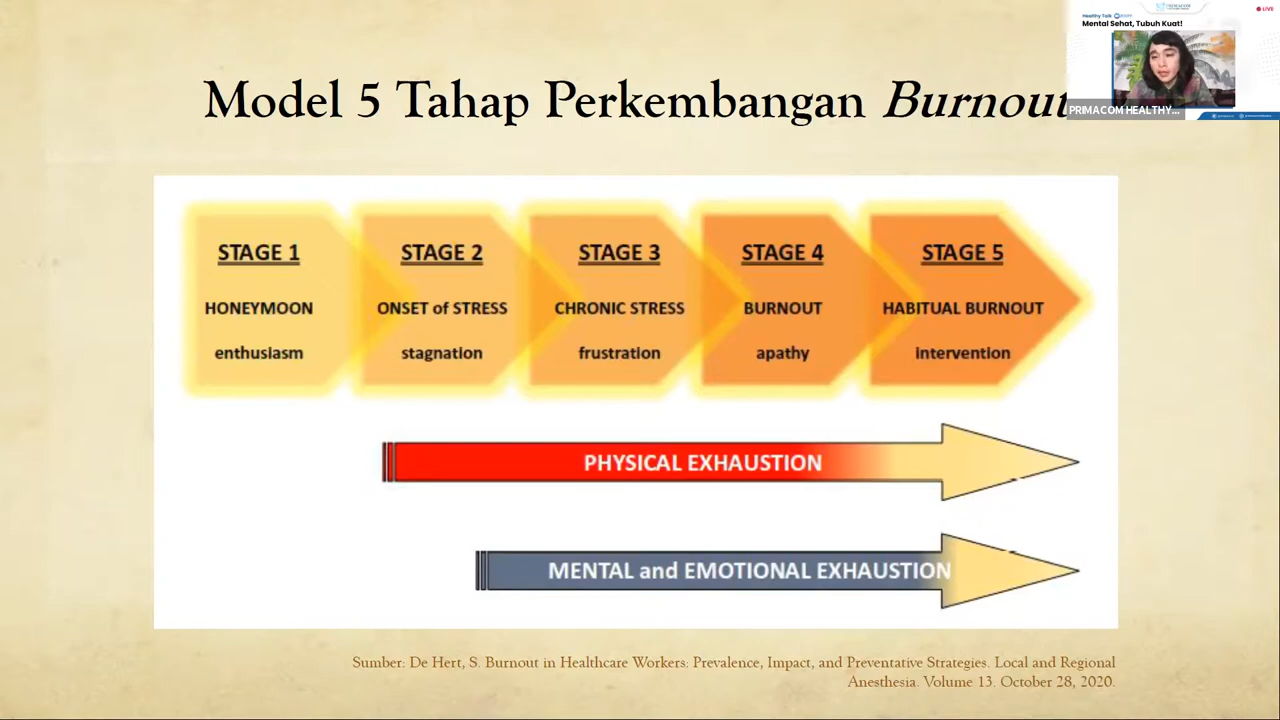 LIVE
Healthy Talk
Mental Sehat, Tubuh Kuat!
PRIMACOM HEALTHY...
Model 5 Tahap Perkembangan Burnout
STAGE 1
HONEYMOON
enthusiasm
STAGE 2
ONSET of STRESS
stagnation
STAGE 3
CHRONIC STRESS
frustration
STAGE 4
BURNOUT
apathy
STAGE 5
HABITUAL BURNOUT
intervention
PHYSICAL EXHAUSTION
MENTAL and EMOTIONAL EXHAUSTION
Sumber: De Hert, S. Burnout in Healthcare Workers: Prevalence, Impact, and Preventative Strategies. Local and Regional
Anesthesia. Volume 13. October 28, 2020.